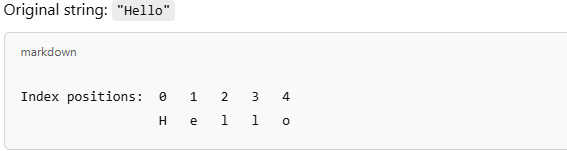 Original string: "Hello"
markdown
Index positions: 0 1 2 3 4
H e l l o